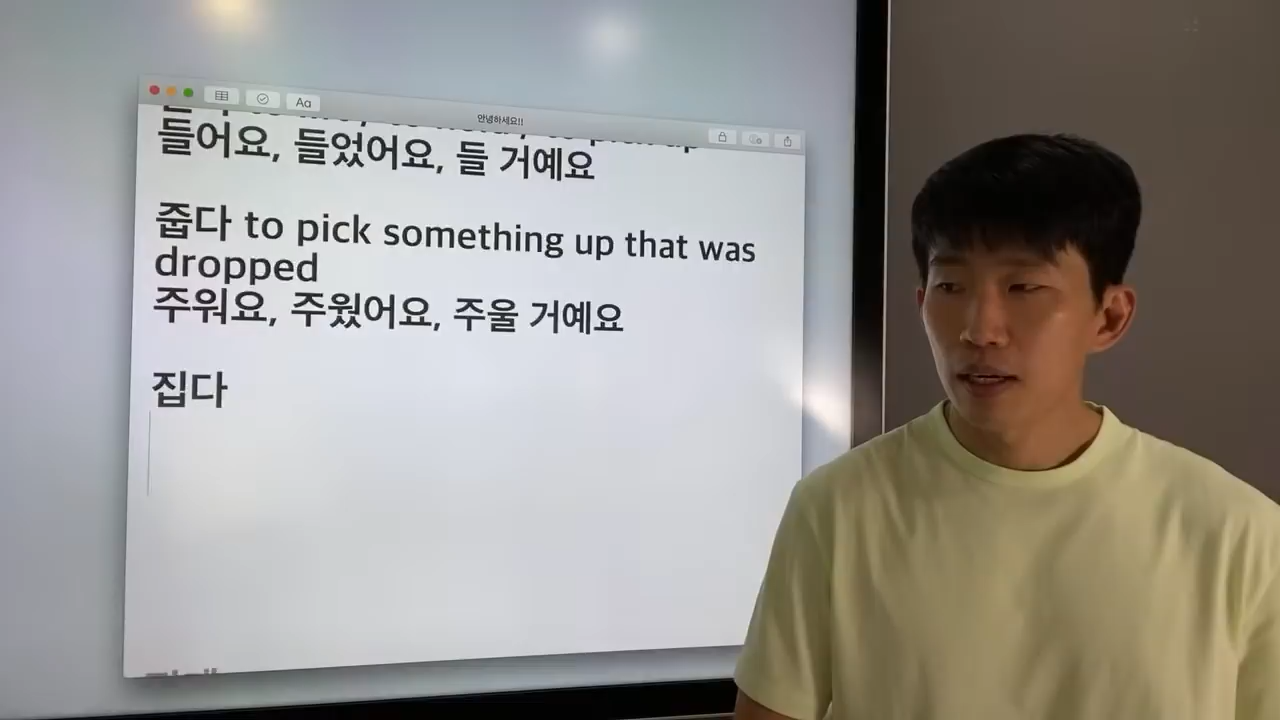 Aa
안녕하세요!!
들어요, 들었어요, 들 거예요
줍다 to pick something up that was
dropped
주워요, 주웠어요, 주울 거예요
집다